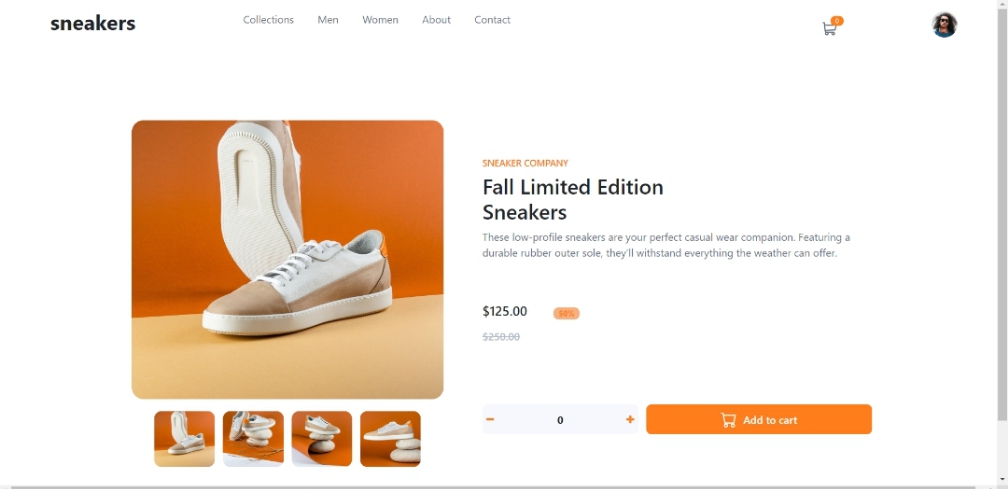 sneakers
Collections Men Women About Contact
0
SNEAKER COMPANY
Fall Limited Edition
Sneakers
These low-profile sneakers are your perfect casual wear companion. Featuring a
durable rubber outer sole, they'll withstand everything the weather can offer.
$125.00 50%
$250.00
- 0 +
Add to cart